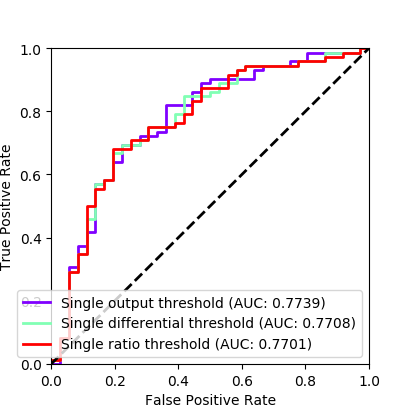 1.0
0.8
0.6
0.4
0.2
0.0
True Positive Rate
Single output threshold (AUC: 0.7739)
Single differential threshold (AUC: 0.7708)
Single ratio threshold (AUC: 0.7701)
0.0 0.2 0.4 0.6 0.8 1.0
False Positive Rate